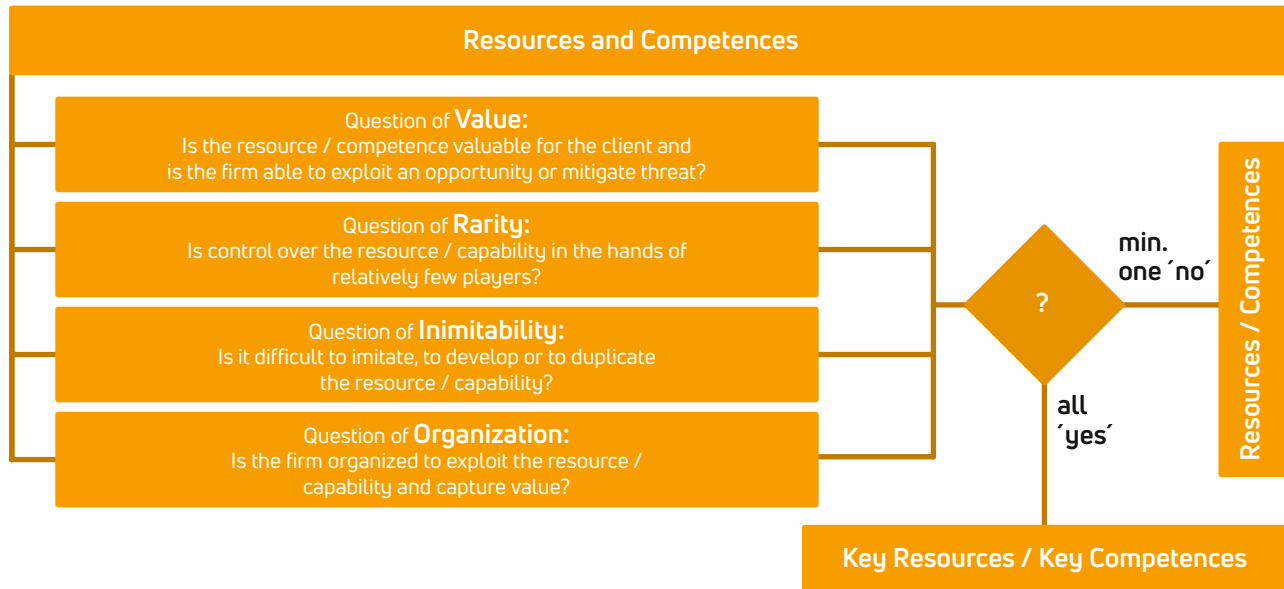 Resources and Competences
Question of Value:
Is the resource / competence valuable for the client and
is the firm able to exploit an opportunity or mitigate threat?
Question of Rarity:
Is control over the resource / capability in the hands of
relatively few players?
Question of Inimitability:
Is it difficult to imitate, to develop or to duplicate
the resource / capability?
Question of Organization:
Is the firm organized to exploit the resource /
capability and capture value?
?
min.
one ´no´
all
´yes´
Resources / Competences
Key Resources / Key Competences